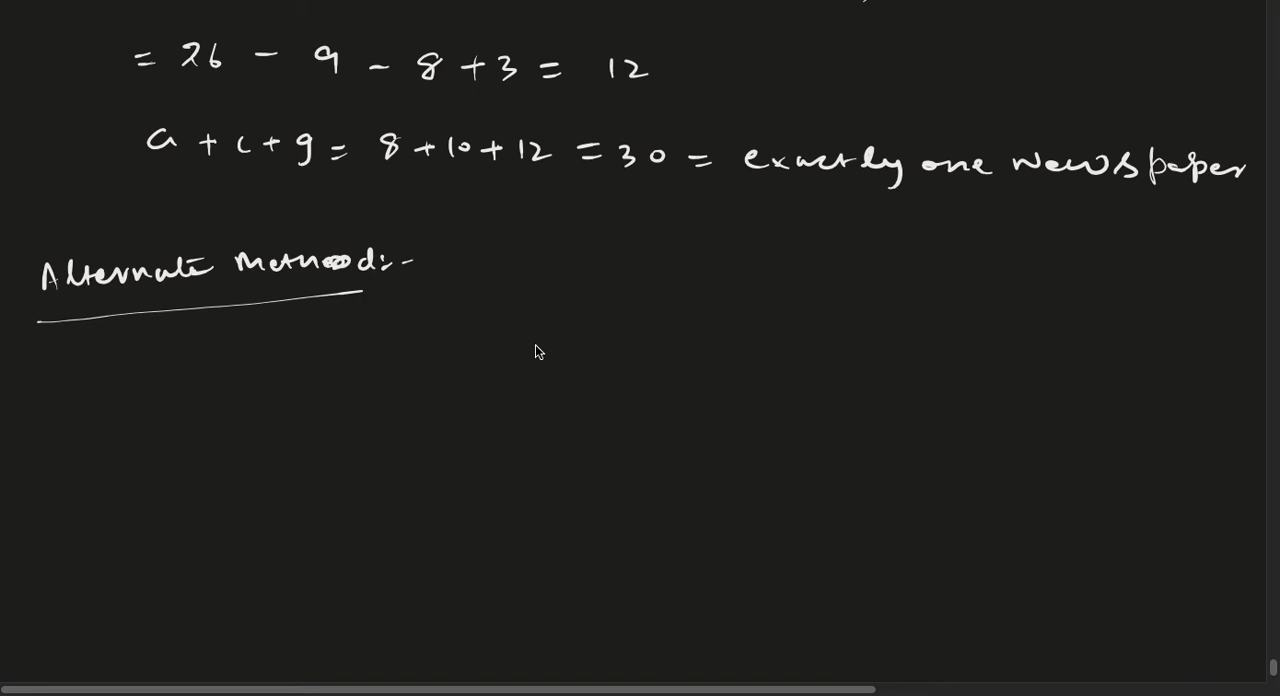 = 26 - 9 - 8 + 3 = 12
a + c + g = 8 + 10 + 12 = 30 = exactly one Newspaper
Alternate Method:-